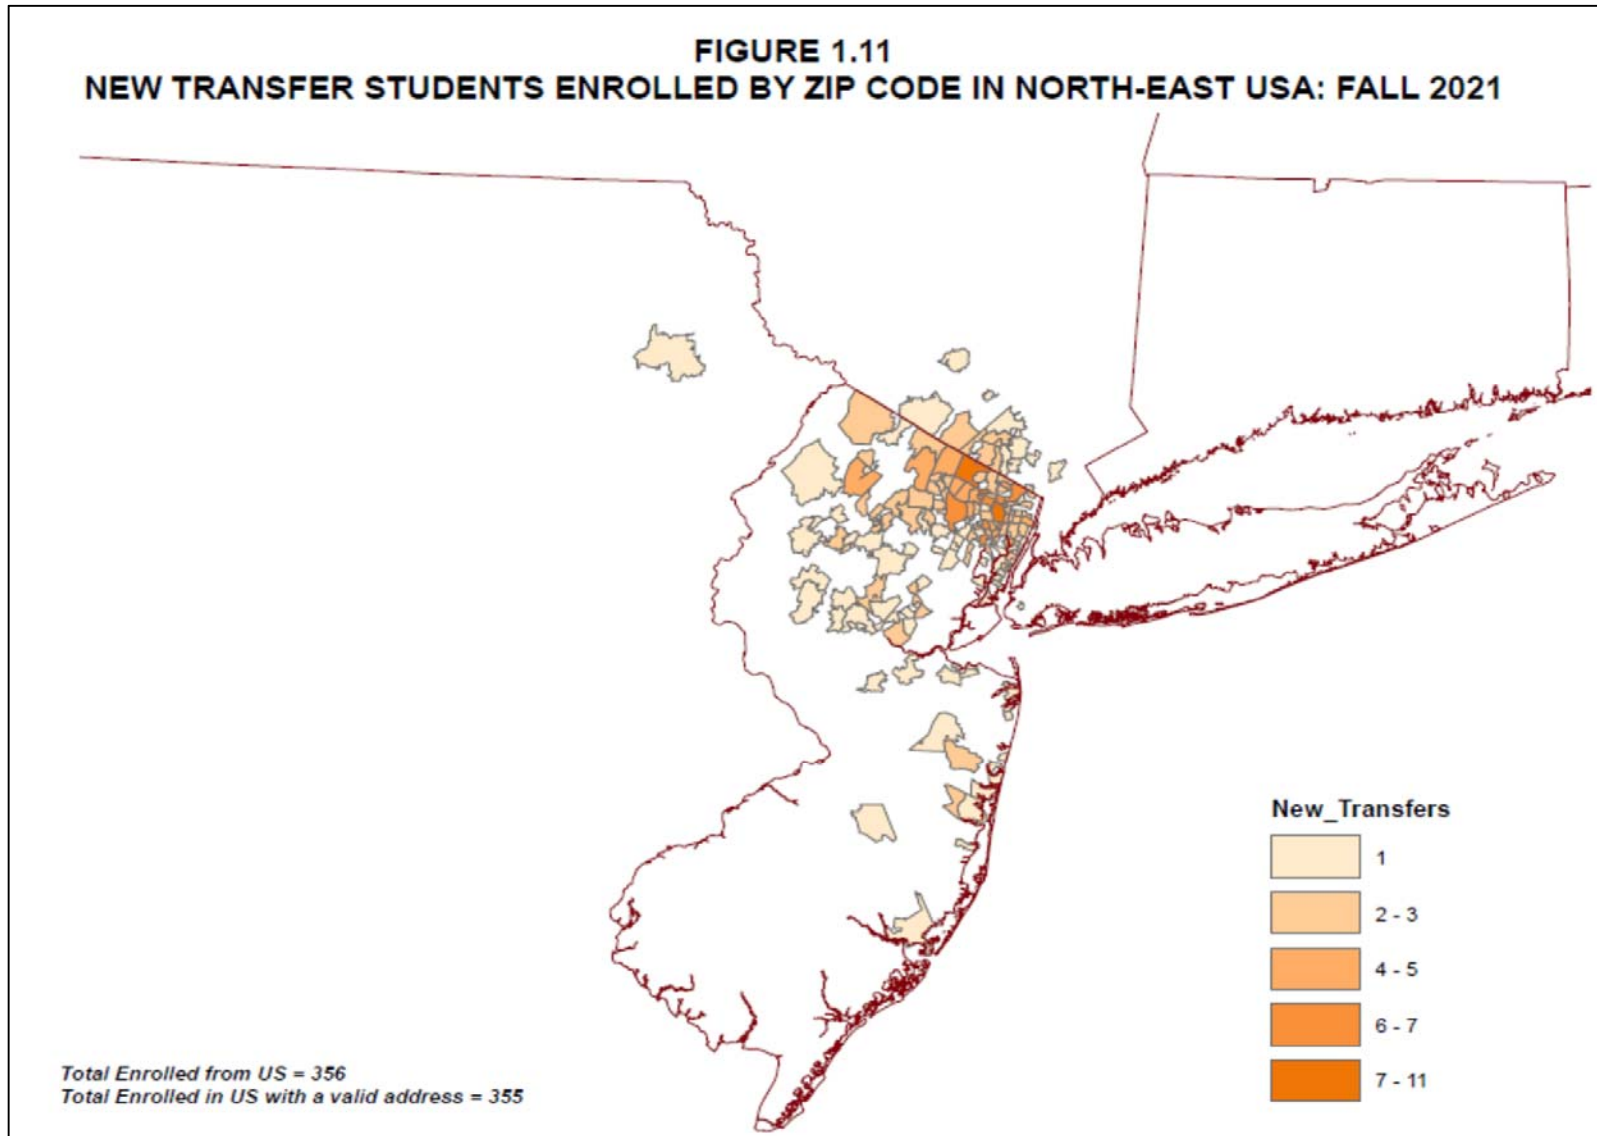 FIGURE 1.11
NEW TRANSFER STUDENTS ENROLLED BY ZIP CODE IN NORTH-EAST USA: FALL 2021
New_Transfers
1
2 - 3
4 - 5
6 - 7
7 - 11
Total Enrolled from US = 356
Total Enrolled in US with a valid address = 355